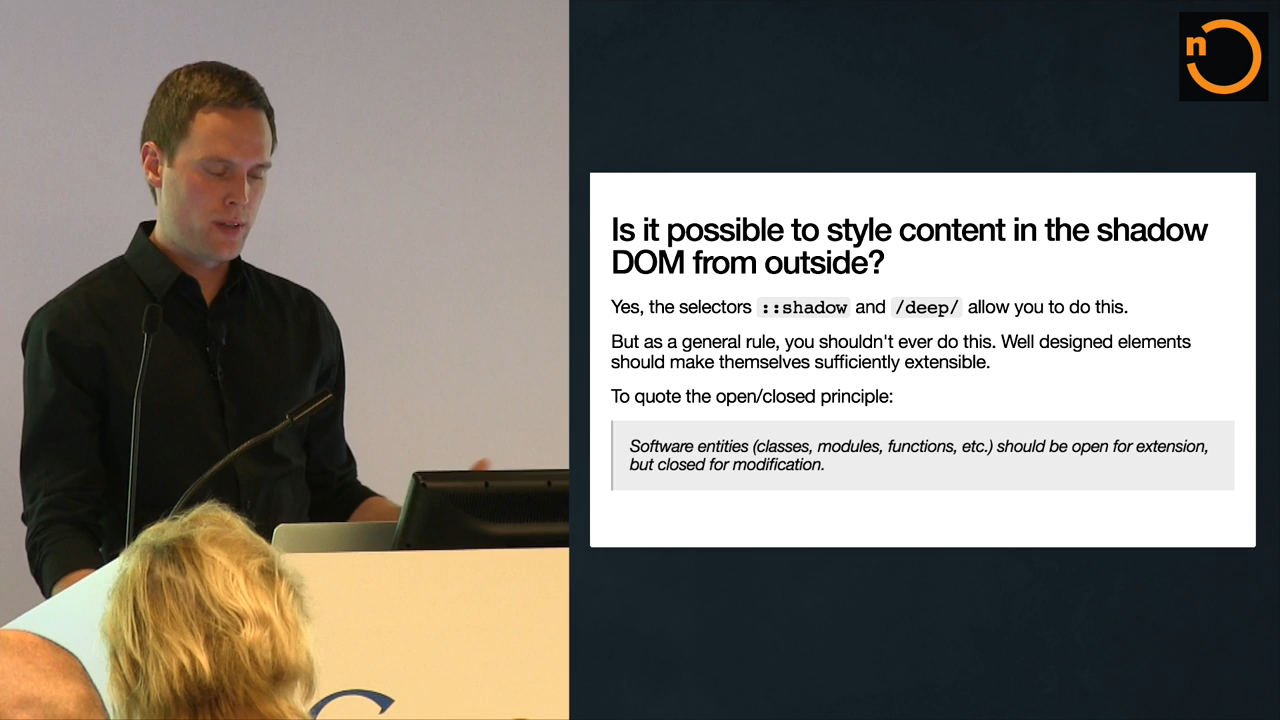 n
Is it possible to style content in the shadow
DOM from outside?
Yes, the selectors ::shadow and /deep/ allow you to do this.
But as a general rule, you shouldn't ever do this. Well designed elements
should make themselves sufficiently extensible.
To quote the open/closed principle:
Software entities (classes, modules, functions, etc.) should be open for extension,
but closed for modification.